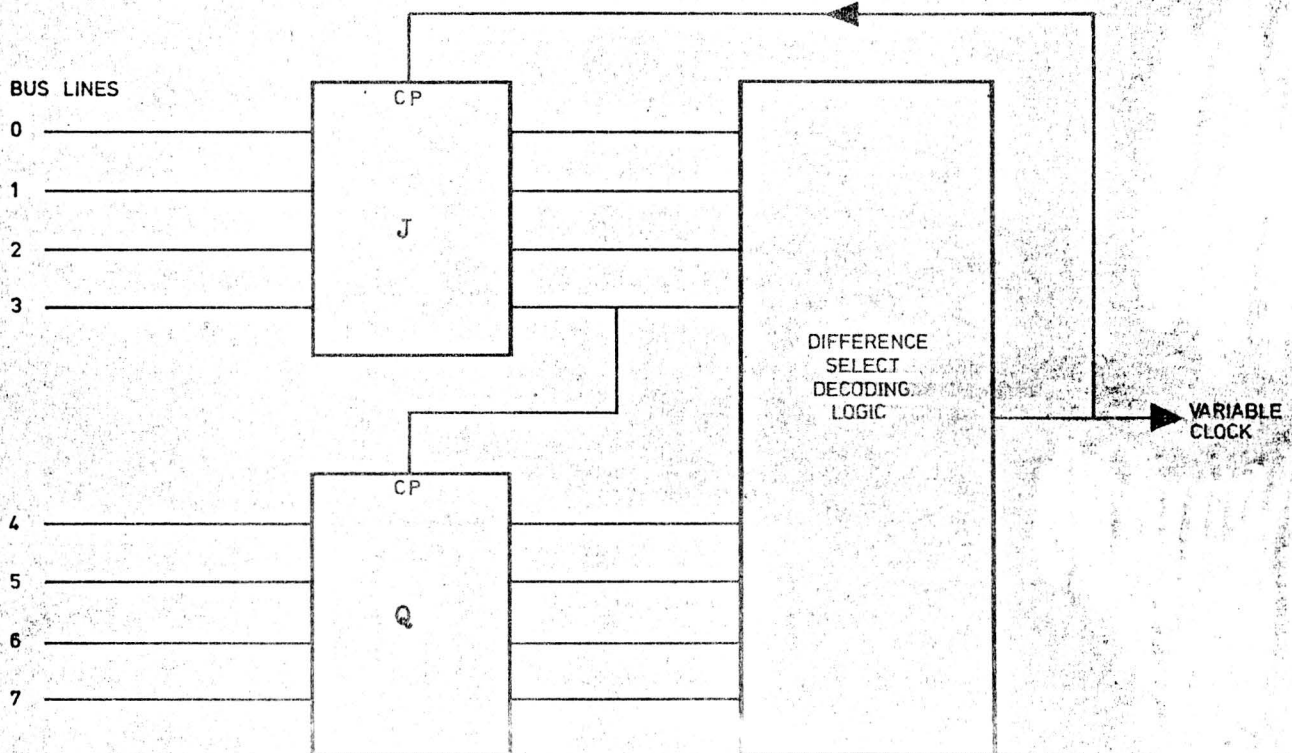 BUS LINES
0
1
2
3
4
5
6
7
CP
J
CP
Q
DIFFERENCE
SELECT
DECODING
LOGIC
VARIABLE
CLOCK